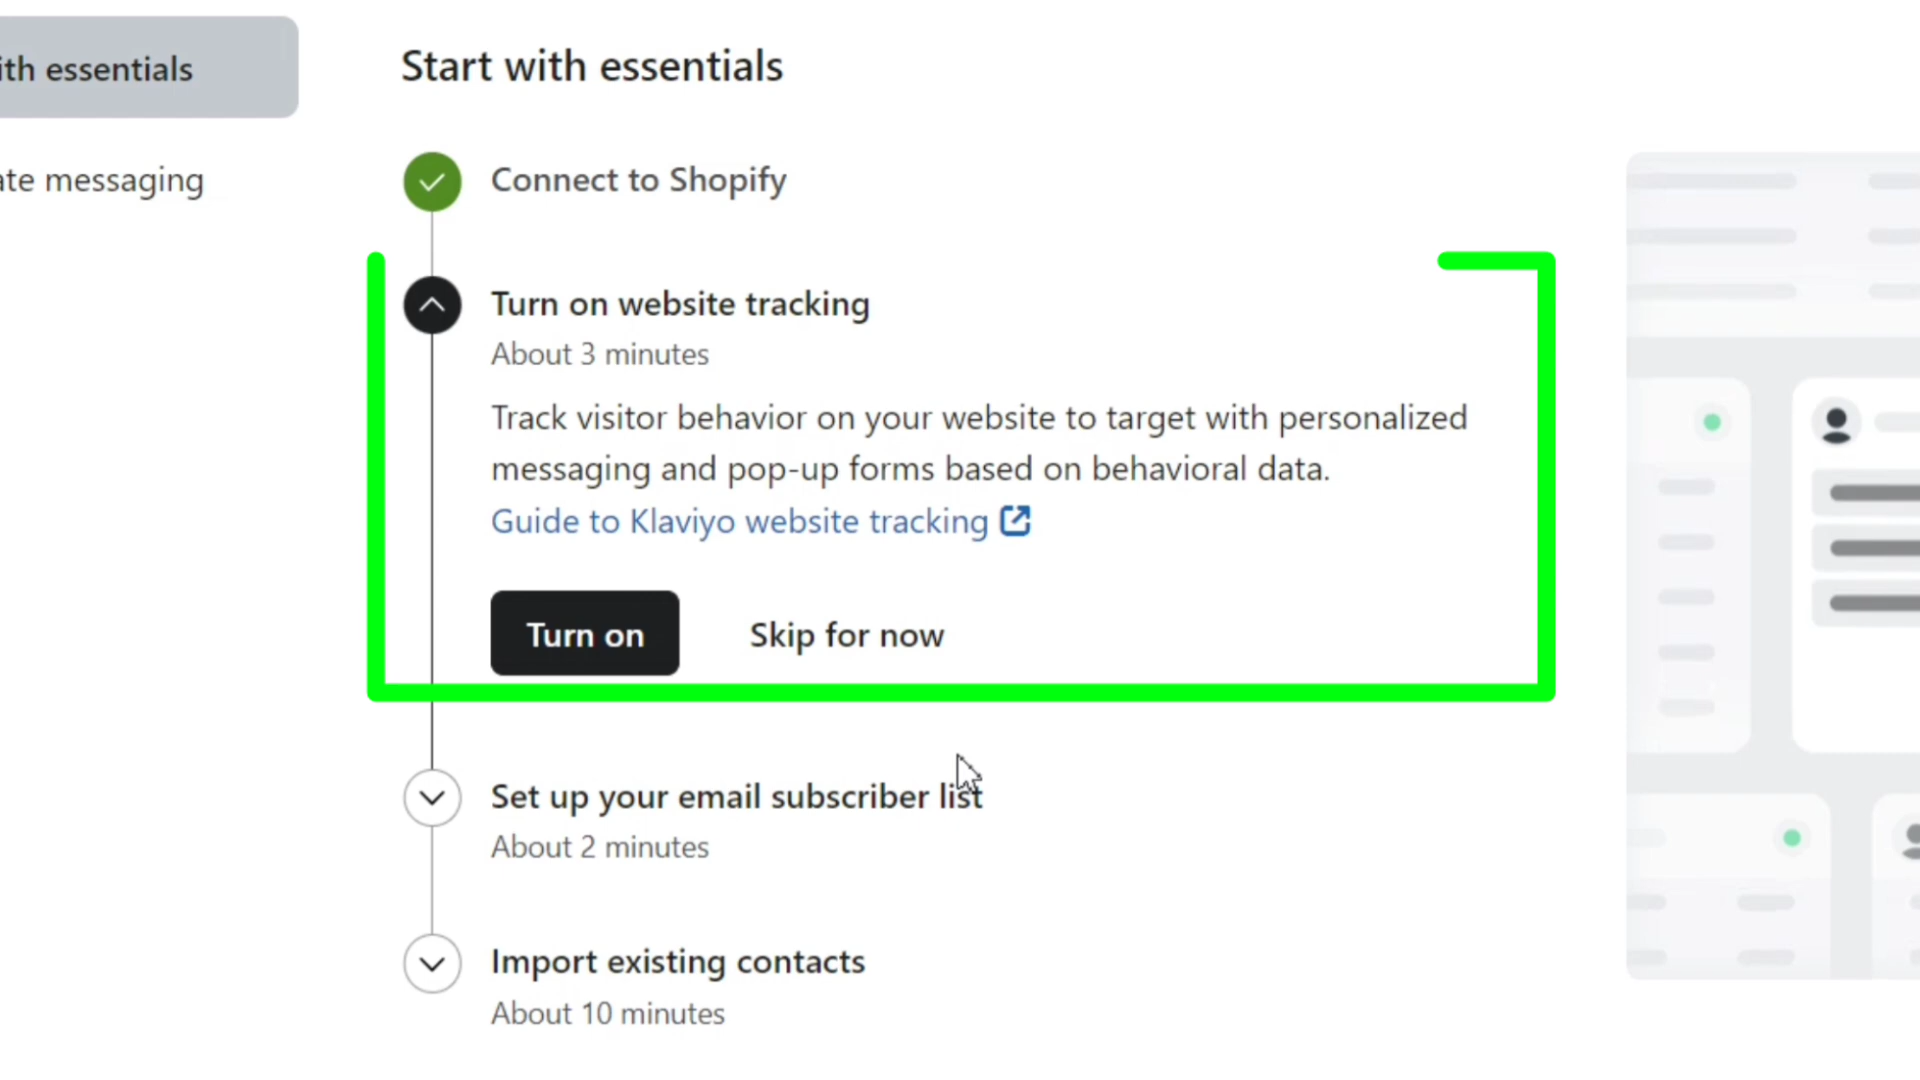 ith essentials
ate messaging
Start with essentials
Connect to Shopify
Turn on website tracking
About 3 minutes
Track visitor behavior on your website to target with personalized
messaging and pop-up forms based on behavioral data.
Guide to Klaviyo website tracking
Turn on
Skip for now
Set up your email subscriber list
About 2 minutes
Import existing contacts
About 10 minutes